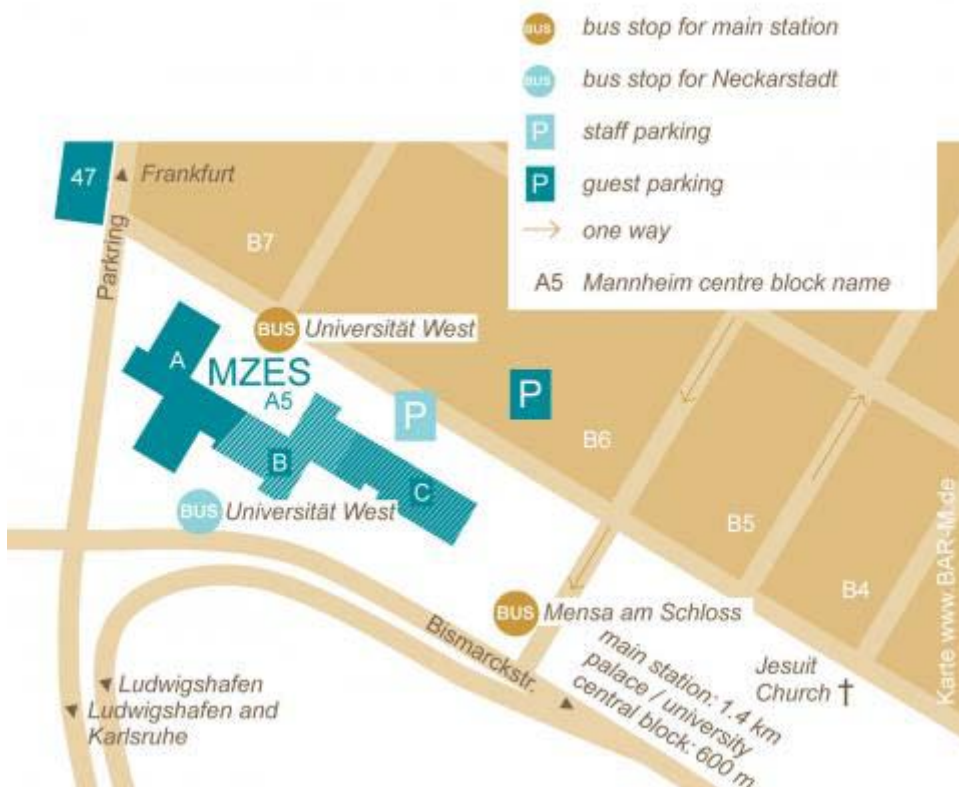 BUS bus stop for main station
BUS bus stop for Neckarstadt
P staff parking
P guest parking
one way
A5 Mannheim centre block name
47
Frankfurt
Parkring
B7
BUS Universität West
A
MZES
A5
P
P
B6
B
C
BUS Universität West
B5
B4
BUS Mensa am Schloss
Bismarckstr.
main station: 1.4 km
palace / university
central block: 600 m
Jesuit
Church
Ludwigshafen
Ludwigshafen and
Karlsruhe
Karte www.BAR-M.de